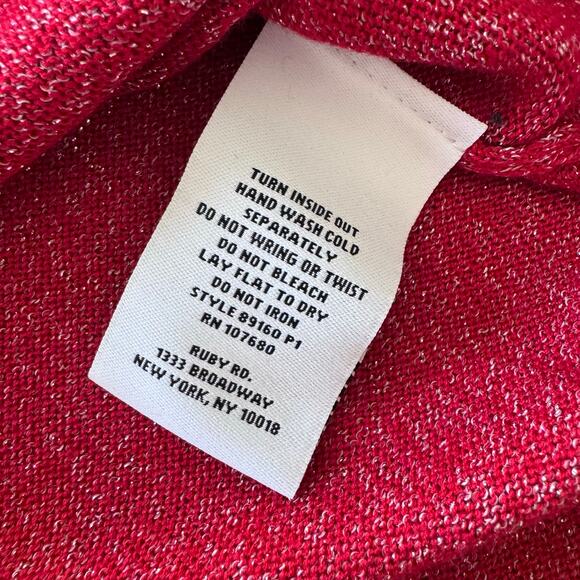 TURN INSIDE OUT
HAND WASH COLD
SEPARATELY
DO NOT WRING OR TWIST
DO NOT BLEACH
LAY FLAT TO DRY
DO NOT IRON
STYLE 89160 P1
RN 107680
RUBY RD.
1333 BROADWAY
NEW YORK, NY 10018